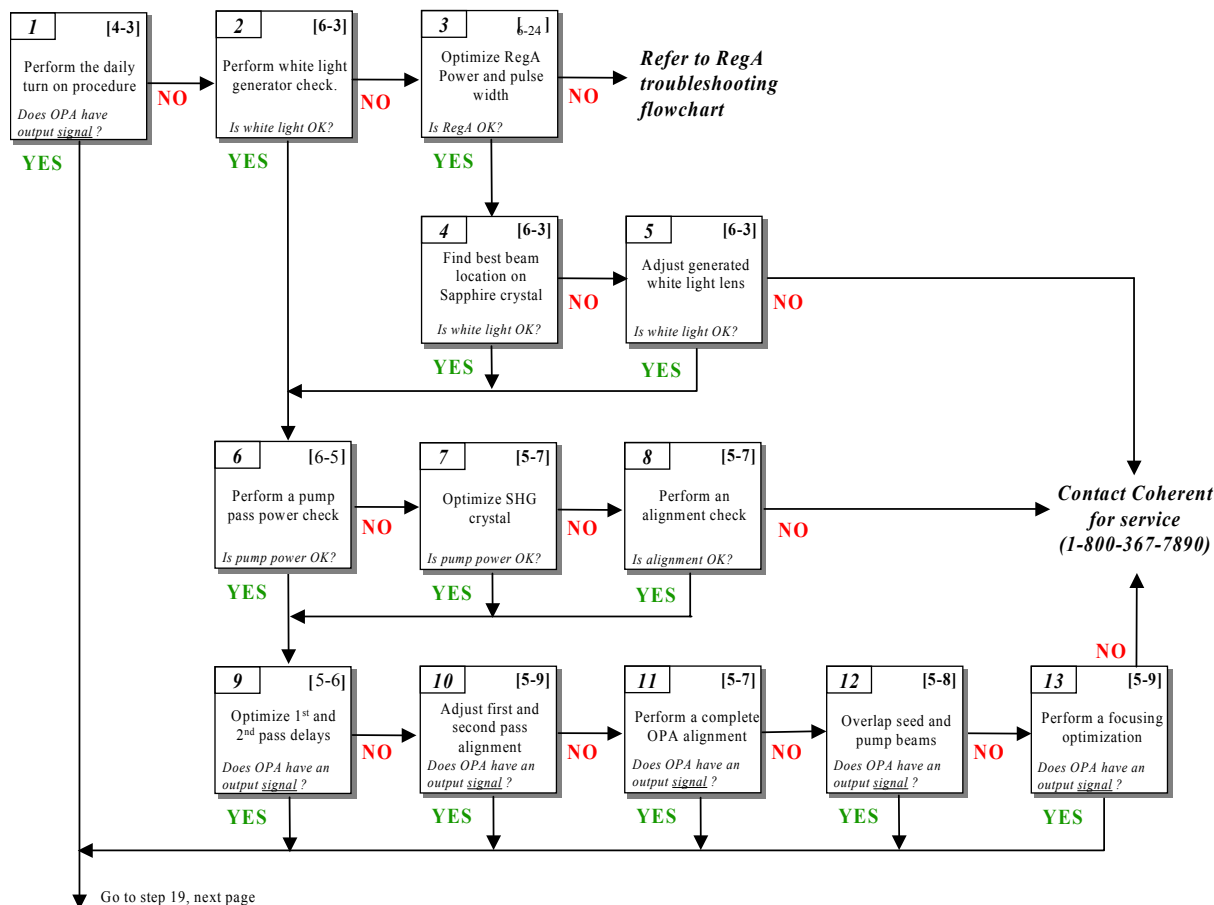 1 [4-3]
Perform the daily
turn on procedure
Does OPA have
output signal ?
NO
YES
2 [6-3]
Perform white light
generator check.
Is white light OK?
NO
YES
3 [6-24]
Optimize RegA
Power and pulse
width
Is RegA OK?
NO
YES
Refer to RegA
troubleshooting
flowchart
4 [6-3]
Find best beam
location on
Sapphire crystal
Is white light OK?
NO
YES
5 [6-3]
Adjust generated
white light lens
Is white light OK?
NO
YES
6 [6-5]
Perform a pump
pass power check
Is pump power OK?
NO
YES
7 [5-7]
Optimize SHG
crystal
Is pump power OK?
NO
YES
8 [5-7]
Perform an
alignment check
Is alignment OK?
NO
YES
Contact Coherent
for service
(1-800-367-7890)
9 [5-6]
Optimize 1st and
2nd pass delays
Does OPA have an
output signal ?
NO
YES
10 [5-9]
Adjust first and
second pass
alignment
Does OPA have an
output signal ?
NO
YES
11 [5-7]
Perform a complete
OPA alignment
Does OPA have an
output signal ?
NO
YES
12 [5-8]
Overlap seed and
pump beams
Does OPA have an
output signal ?
NO
YES
13 [5-9]
Perform a focusing
optimization
Does OPA have an
output signal ?
NO
YES
Go to step 19, next page